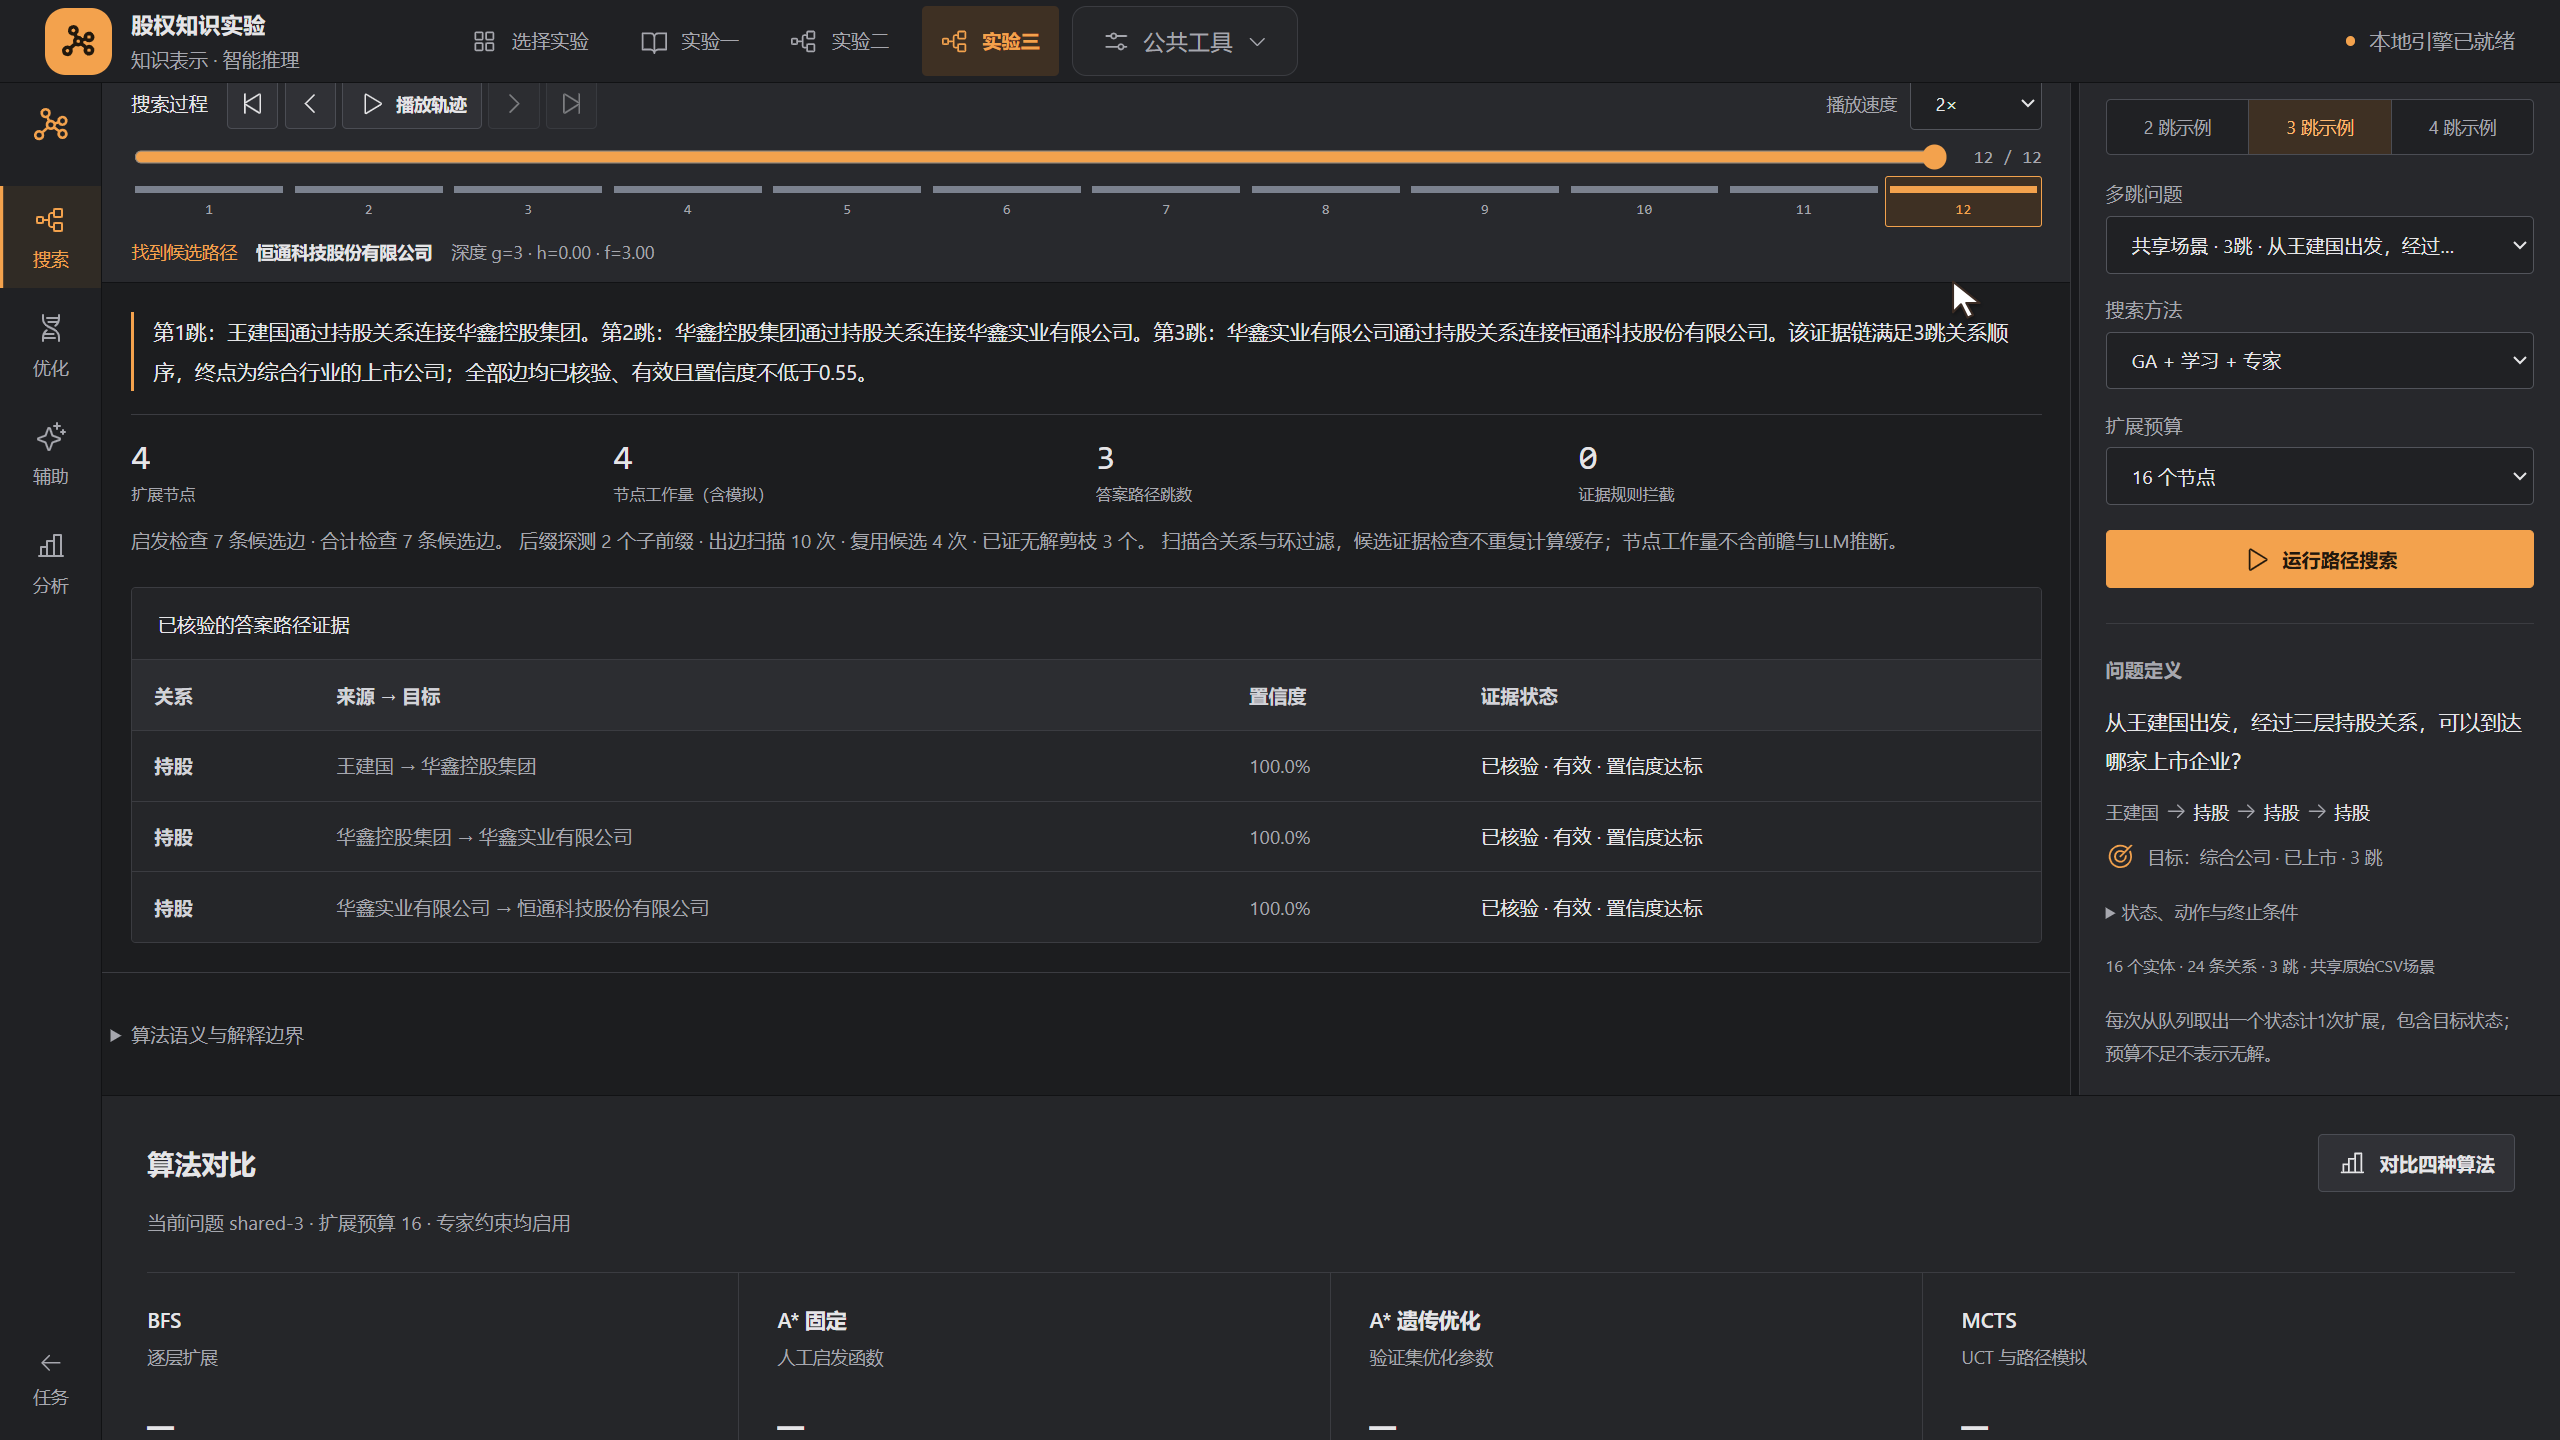 股权知识实验
知识表示 · 智能推理
选择实验
实验一
实验二
实验三
公共工具
本地引擎已就绪
搜索
优化
辅助
分析
任务
搜索过程
播放轨迹
播放速度
2×
12 / 12
1
2
3
4
5
6
7
8
9
10
11
12
找到候选路径 恒通科技股份有限公司 深度 g=3 · h=0.00 · f=3.00
第1跳：王建国通过持股关系连接华鑫控股集团。第2跳：华鑫控股集团通过持股关系连接华鑫实业有限公司。第3跳：华鑫实业有限公司通过持股关系连接恒通科技股份有限公司。该证据链满足3跳关系顺
序，终点为综合行业的上市公司；全部边均已核验、有效且置信度不低于0.55。
4
扩展节点
4
节点工作量（含模拟）
3
答案路径跳数
0
证据规则拦截
启发检查 7 条候选边 · 合计检查 7 条候选边。 后缀探测 2 个子前缀 · 出边扫描 10 次 · 复用候选 4 次 · 已证无解剪枝 3 个。 扫描含关系与环过滤，候选证据检查不重复计算缓存；节点工作量不含前瞻与LLM推断。
已核验的答案路径证据
关系 来源 → 目标 置信度 证据状态
持股 王建国 → 华鑫控股集团 100.0% 已核验 · 有效 · 置信度达标
持股 华鑫控股集团 → 华鑫实业有限公司 100.0% 已核验 · 有效 · 置信度达标
持股 华鑫实业有限公司 → 恒通科技股份有限公司 100.0% 已核验 · 有效 · 置信度达标
算法语义与解释边界
2 跳示例
3 跳示例
4 跳示例
多跳问题
共享场景 · 3跳 · 从王建国出发，经过...
搜索方法
GA + 学习 + 专家
扩展预算
16 个节点
运行路径搜索
问题定义
从王建国出发，经过三层持股关系，可以到达
哪家上市企业？
王建国 → 持股 → 持股 → 持股
目标：综合公司 · 已上市 · 3 跳
状态、动作与终止条件
16 个实体 · 24 条关系 · 3 跳 · 共享原始CSV场景
每次从队列取出一个状态计1次扩展，包含目标状态；
预算不足不表示无解。
算法对比
对比四种算法
当前问题 shared-3 · 扩展预算 16 · 专家约束均启用
BFS
逐层扩展
—
A* 固定
人工启发函数
—
A* 遗传优化
验证集优化参数
—
MCTS
UCT 与路径模拟
—